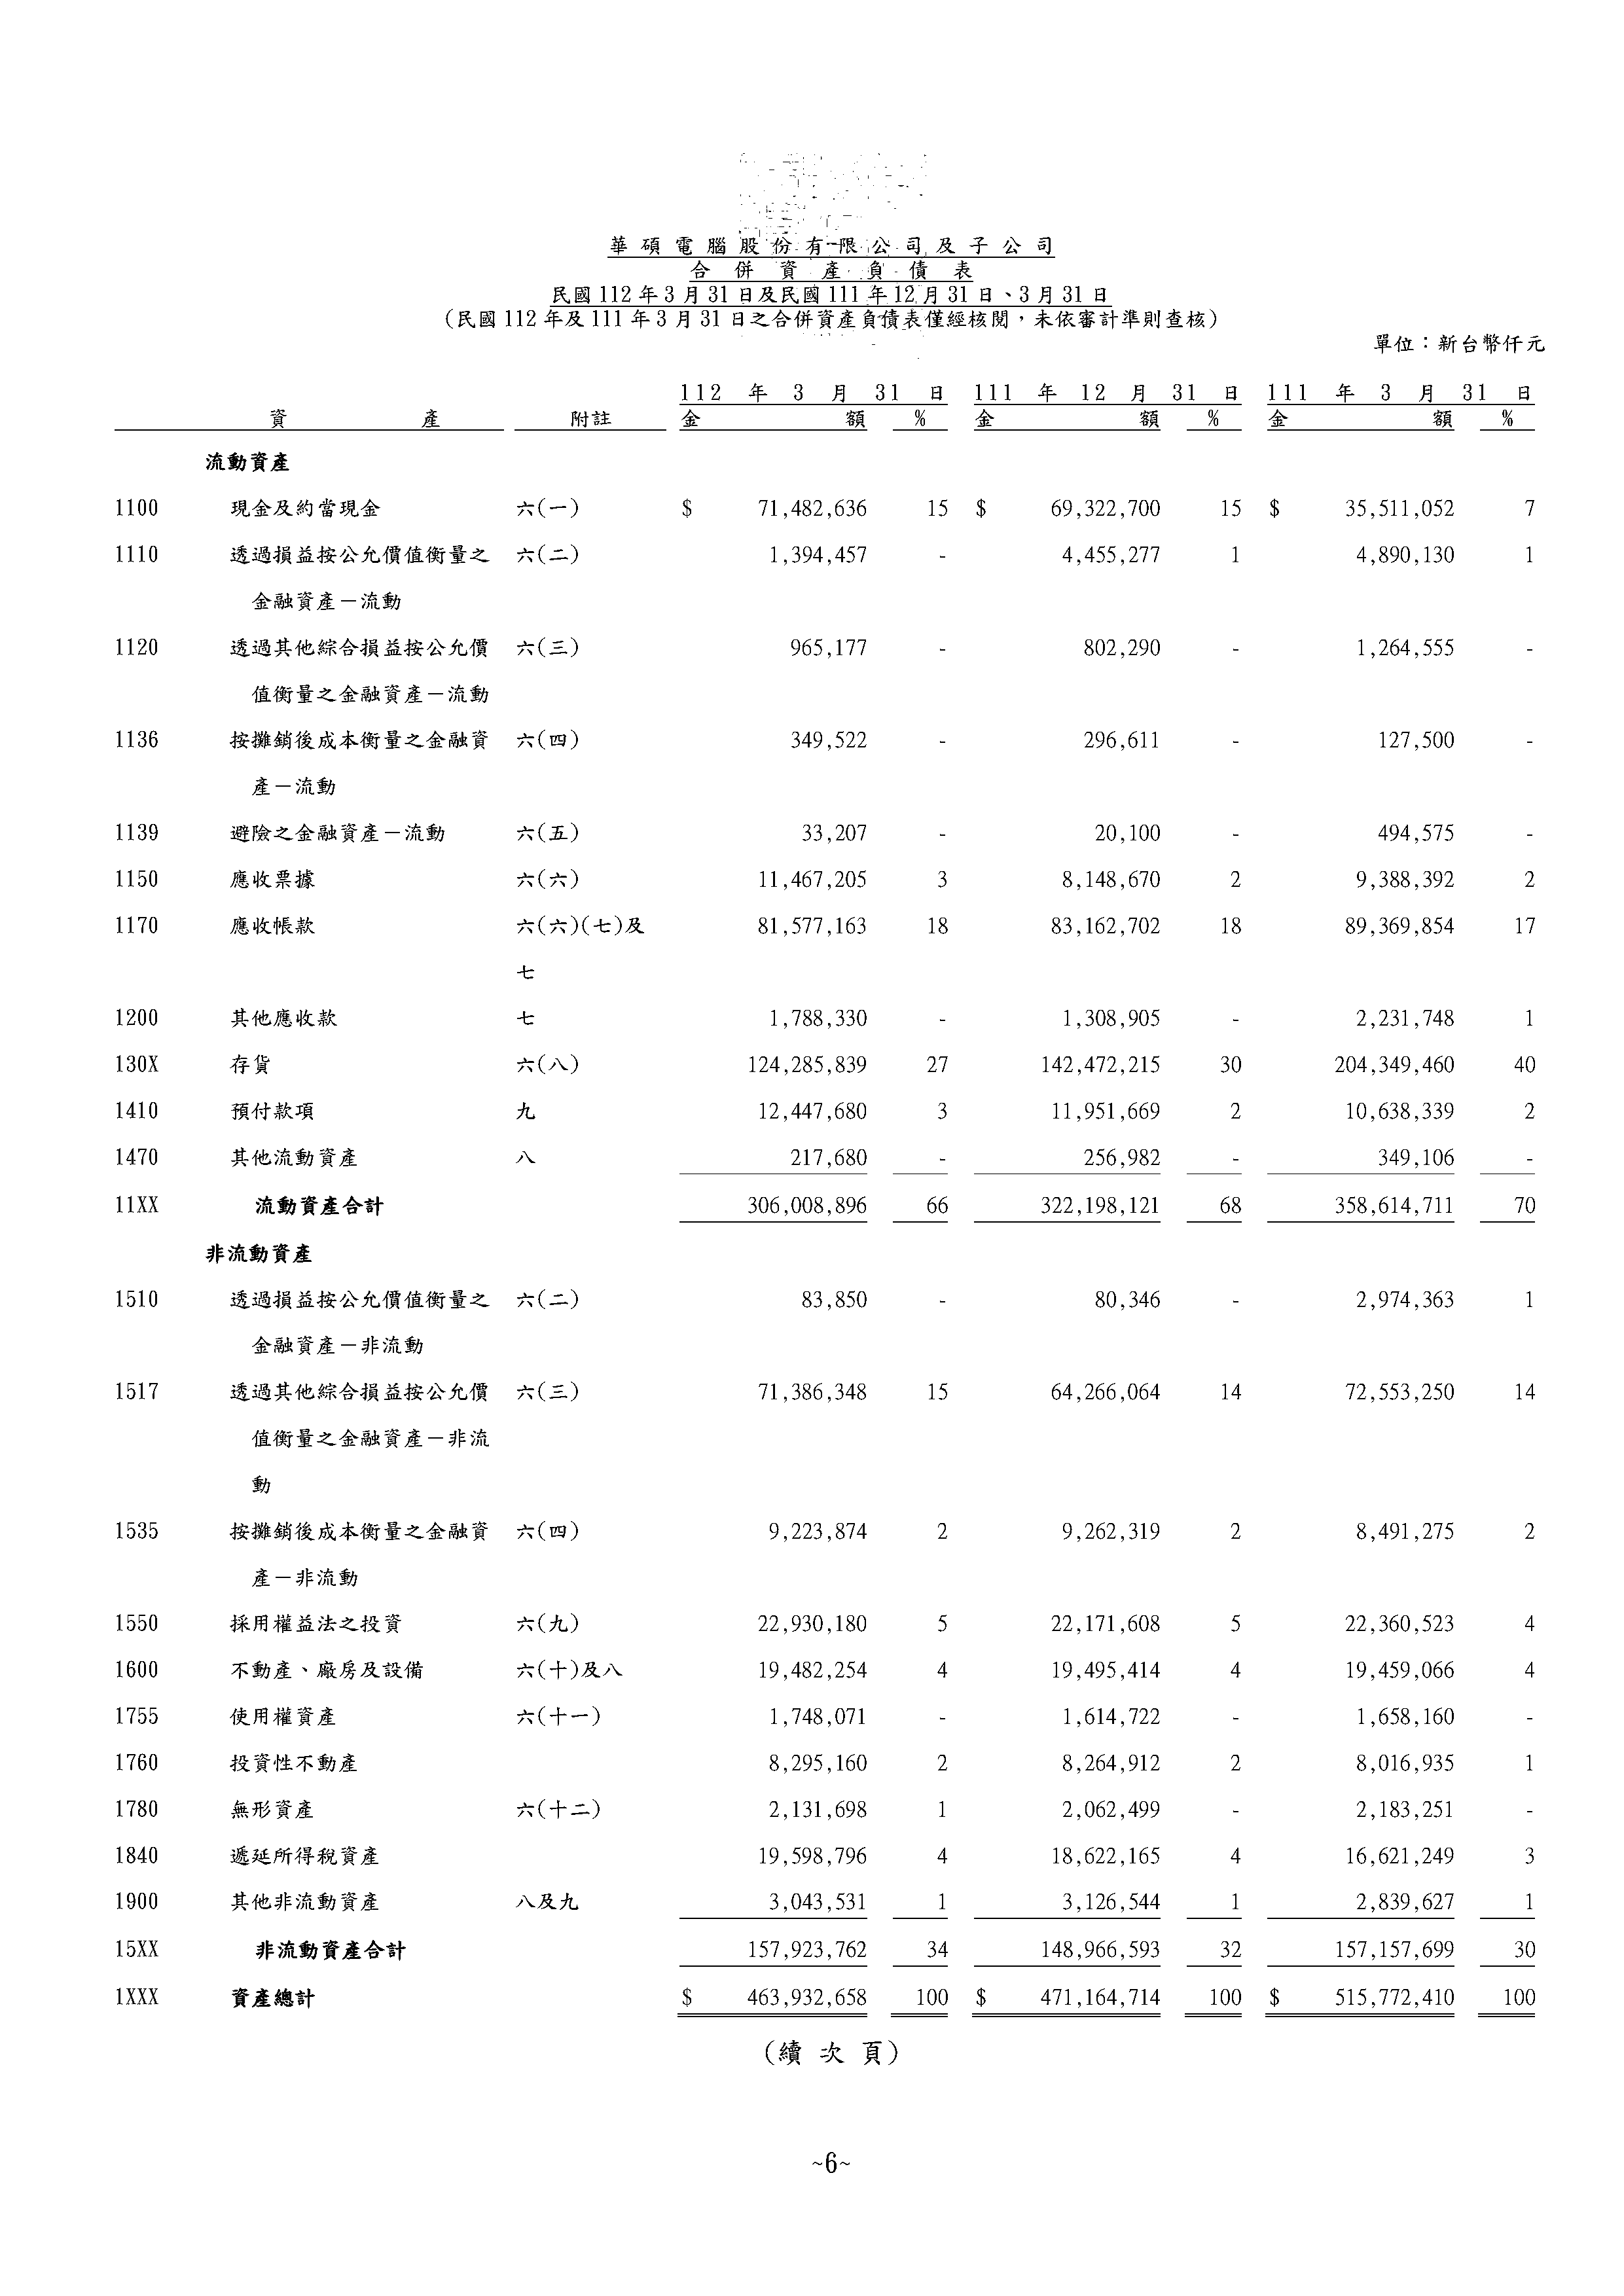 華碩電腦股份有限公司及子公司
合併資產負債表
民國112年3月31日及民國111年12月31日、3月31日
(民國112年及111年3月31日之合併資產負債表僅經核閱，未依審計準則查核)
單位：新台幣仟元
112年3月31日 111年12月31日 111年3月31日
資產 附註 金額 % 金額 % 金額 %
流動資產
1100 現金及約當現金 六(一) $ 71,482,636 15 $ 69,322,700 15 $ 35,511,052 7
1110 透過損益按公允價值衡量之 六(二) 1,394,457 - 4,455,277 1 4,890,130 1
金融資產－流動
1120 透過其他綜合損益按公允價 六(三) 965,177 - 802,290 - 1,264,555 -
值衡量之金融資產－流動
1136 按攤銷後成本衡量之金融資 六(四) 349,522 - 296,611 - 127,500 -
產－流動
1139 避險之金融資產－流動 六(五) 33,207 - 20,100 - 494,575 -
1150 應收票據 六(六) 11,467,205 3 8,148,670 2 9,388,392 2
1170 應收帳款 六(六)(七)及 81,577,163 18 83,162,702 18 89,369,854 17
七
1200 其他應收款 七 1,788,330 - 1,308,905 - 2,231,748 1
130X 存貨 六(八) 124,285,839 27 142,472,215 30 204,349,460 40
1410 預付款項 九 12,447,680 3 11,951,669 2 10,638,339 2
1470 其他流動資產 八 217,680 - 256,982 - 349,106 -
11XX 流動資產合計 306,008,896 66 322,198,121 68 358,614,711 70
非流動資產
1510 透過損益按公允價值衡量之 六(二) 83,850 - 80,346 - 2,974,363 1
金融資產－非流動
1517 透過其他綜合損益按公允價 六(三) 71,386,348 15 64,266,064 14 72,553,250 14
值衡量之金融資產－非流
動
1535 按攤銷後成本衡量之金融資 六(四) 9,223,874 2 9,262,319 2 8,491,275 2
產－非流動
1550 採用權益法之投資 六(九) 22,930,180 5 22,171,608 5 22,360,523 4
1600 不動產、廠房及設備 六(十)及八 19,482,254 4 19,495,414 4 19,459,066 4
1755 使用權資產 六(十一) 1,748,071 - 1,614,722 - 1,658,160 -
1760 投資性不動產 8,295,160 2 8,264,912 2 8,016,935 1
1780 無形資產 六(十二) 2,131,698 1 2,062,499 - 2,183,251 -
1840 遞延所得稅資產 19,598,796 4 18,622,165 4 16,621,249 3
1900 其他非流動資產 八及九 3,043,531 1 3,126,544 1 2,839,627 1
15XX 非流動資產合計 157,923,762 34 148,966,593 32 157,157,699 30
1XXX 資產總計 $ 463,932,658 100 $ 471,164,714 100 $ 515,772,410 100
(續次頁)
~6~